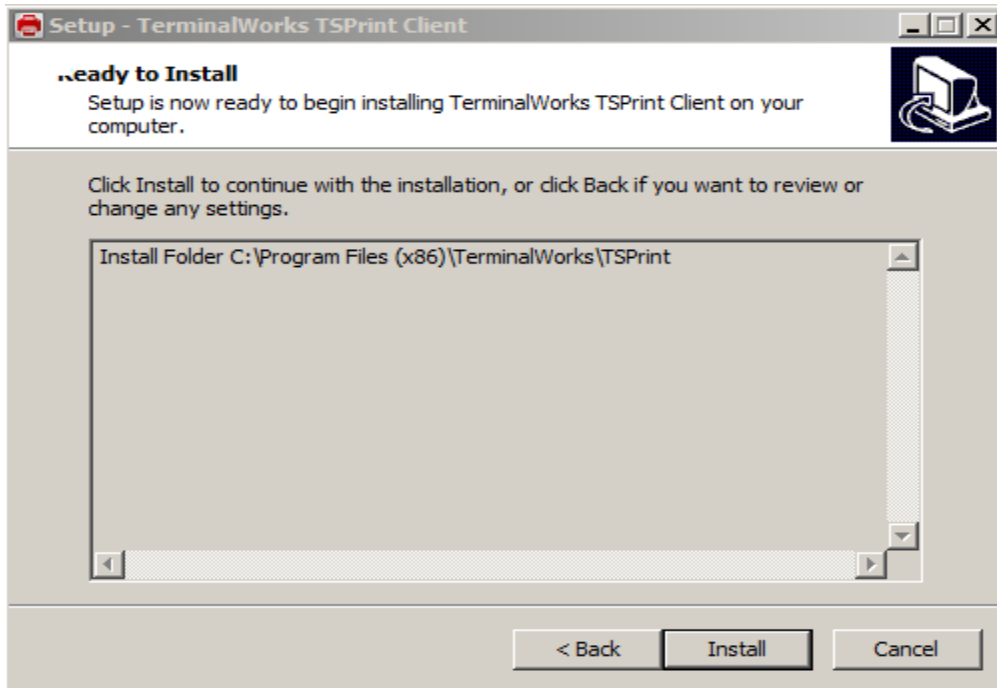 Setup - TerminalWorks TSPrint Client
Ready to Install
Setup is now ready to begin installing TerminalWorks TSPrint Client on your
computer.
Click Install to continue with the installation, or click Back if you want to review or
change any settings.
Install Folder C:\Program Files (x86)\TerminalWorks\TSPrint
< Back
Install
Cancel